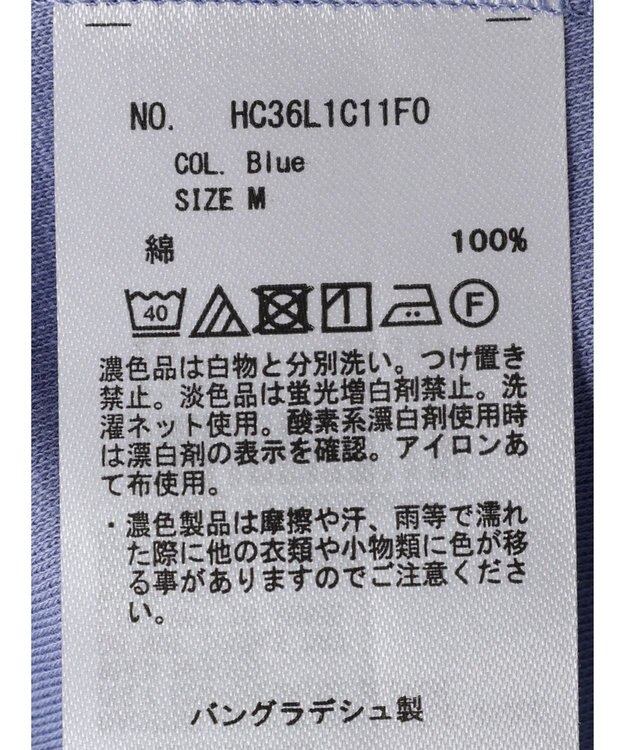 NO. HC36L1C11F0
COL. Blue
SIZE M
綿 100%
40 F
濃色品は白物と分別洗い。つけ置き
禁止。淡色品は蛍光増白剤禁止。洗
濯ネット使用。酸素系漂白剤使用時
は漂白剤の表示を確認。アイロンあ
て布使用。
・濃色製品は摩擦や汗、雨等で濡れ
た際に他の衣類や小物類に色が移
る事がありますのでご注意くださ
い。
バングラデシュ製